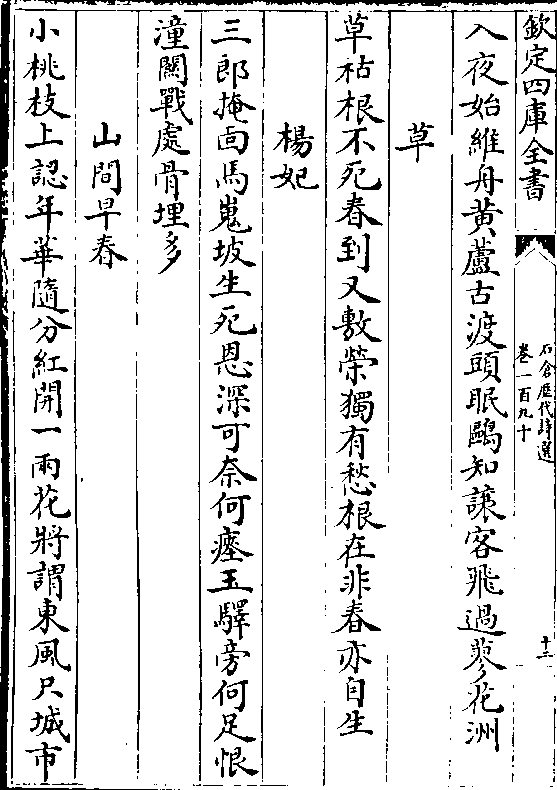 欽定四庫全書
石倉歷代詩選
卷一百九十
十三
入夜始維舟黄蘆古渡頭眠鷗知讓客飛過蓼花洲
草
草枯根不死春到又敷榮獨有愁根在非春亦自生
楊妃
三郎掩面馬嵬坡生死恩深可奈何瘞玉驛旁何足恨
潼關戰處骨埋多
山間早春
小桃枝上認年華隨分紅開一兩花將謂東風只城市